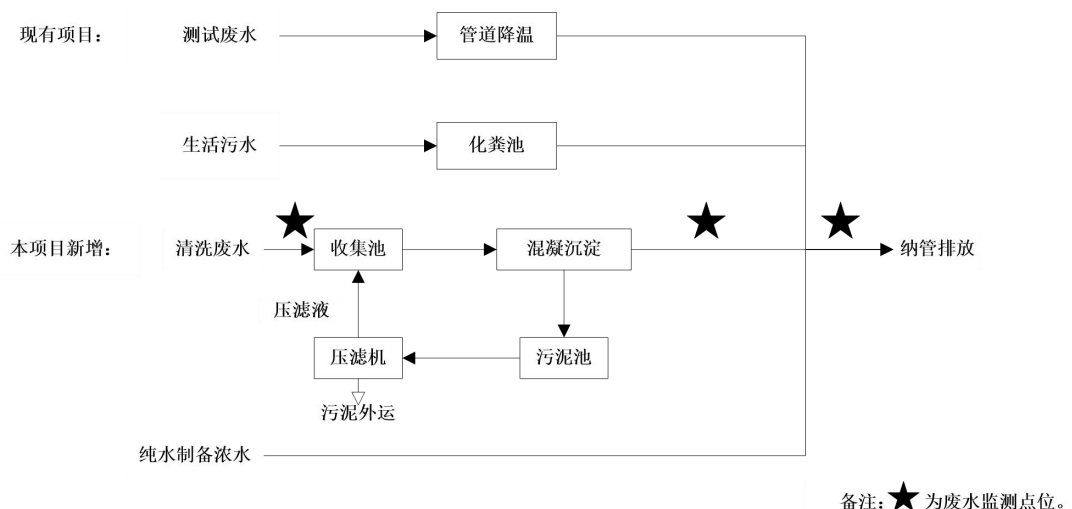 现有项目： 测试废水 管道降温
生活污水 化粪池
本项目新增： 清洗废水 收集池 混凝沉淀 纳管排放
压滤液
压滤机 污泥池
污泥外运
纯水制备浓水
备注：★ 为废水监测点位。